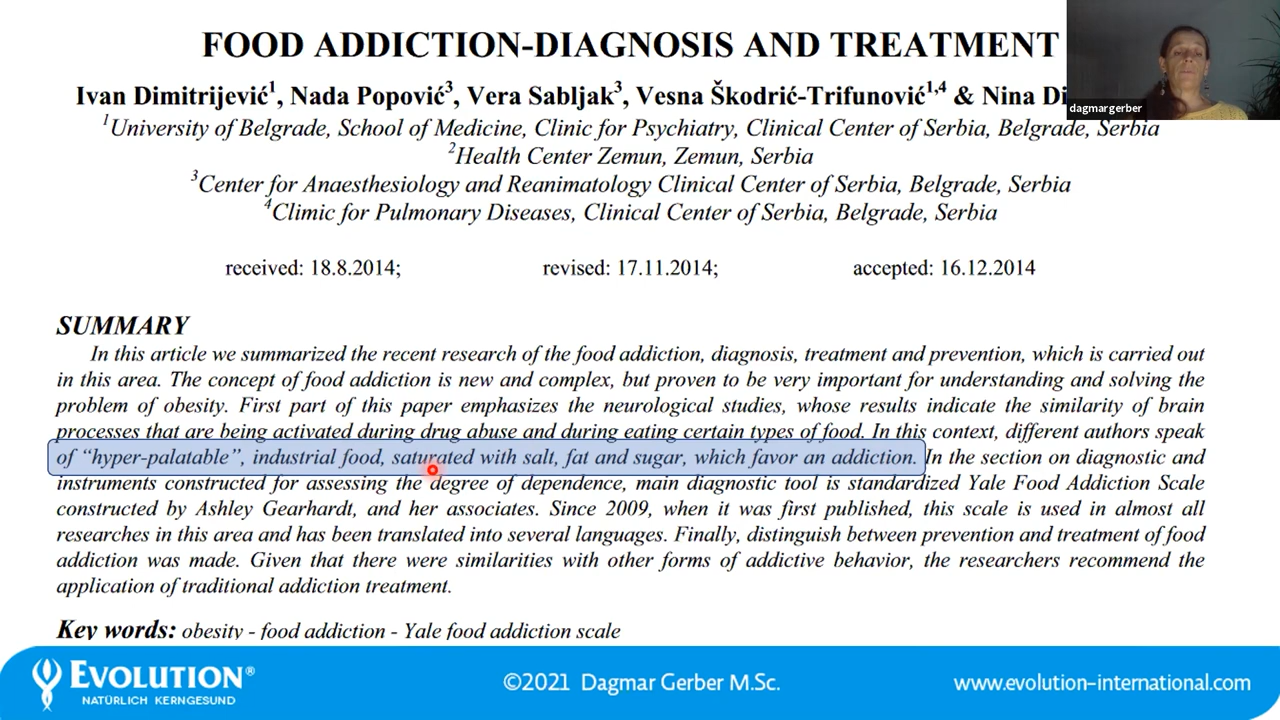 FOOD ADDICTION-DIAGNOSIS AND TREATMENT
Ivan Dimitrijević1, Nada Popović3, Vera Sabljak3, Vesna Škodrić-Trifunović1,4 & Nina
dagmargerber
1University of Belgrade, School of Medicine, Clinic for Psychiatry, Clinical Center of Serbia, Belgrade, Serbia
2Health Center Zemun, Zemun, Serbia
3Center for Anaesthesiology and Reanimatology Clinical Center of Serbia, Belgrade, Serbia
4Climic for Pulmonary Diseases, Clinical Center of Serbia, Belgrade, Serbia
received: 18.8.2014; revised: 17.11.2014; accepted: 16.12.2014
SUMMARY
In this article we summarized the recent research of the food addiction, diagnosis, treatment and prevention, which is carried out
in this area. The concept of food addiction is new and complex, but proven to be very important for understanding and solving the
problem of obesity. First part of this paper emphasizes the neurological studies, whose results indicate the similarity of brain
processes that are being activated during drug abuse and during eating certain types of food. In this context, different authors speak
of “hyper-palatable”, industrial food, saturated with salt, fat and sugar, which favor an addiction. In the section on diagnostic and
instruments constructed for assessing the degree of dependence, main diagnostic tool is standardized Yale Food Addiction Scale
constructed by Ashley Gearhardt, and her associates. Since 2009, when it was first published, this scale is used in almost all
researches in this area and has been translated into several languages. Finally, distinguish between prevention and treatment of food
addiction was made. Given that there were similarities with other forms of addictive behavior, the researchers recommend the
application of traditional addiction treatment.
Key words: obesity - food addiction - Yale food addiction scale
EVOLUTION®
NATÜRLICH KERNGESUND
©2021 Dagmar Gerber M.Sc.
www.evolution-international.com